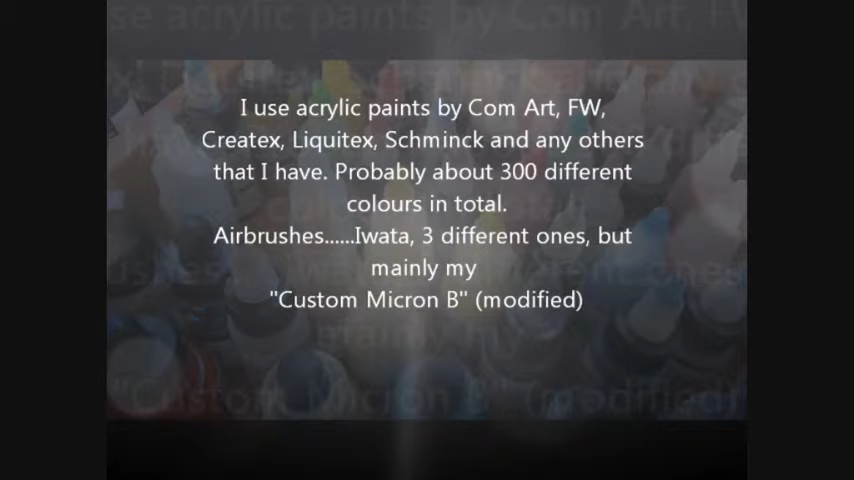 I use acrylic paints by Com Art, FW,
Createx, Liquitex, Schminck and any others
that I have. Probably about 300 different
colours in total.
Airbrushes......Iwata, 3 different ones, but
mainly my
"Custom Micron B" (modified)